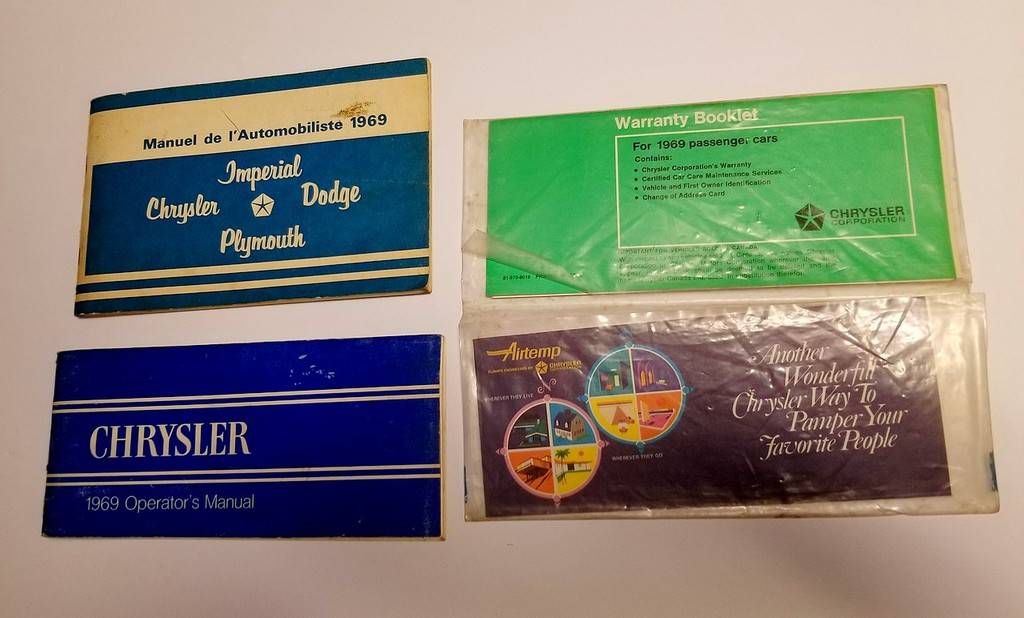 Manuel de l'Automobiliste 1969
Imperial
Chrysler Dodge
Plymouth
CHRYSLER
1969 Operator's Manual
Warranty Booklet
For 1969 passenger cars
Contains:
• Chrysler Corporation's Warranty
• Certified Car Care Maintenance Services
• Vehicle and First Owner Identification
• Change of Address Card
CHRYSLER
CORPORATION
Airtemp
CHRYSLER
WHEREVER THEY LIVE
WHEREVER THEY GO
Another
Wonderful
Chrysler Way To
Pamper Your
Favorite People